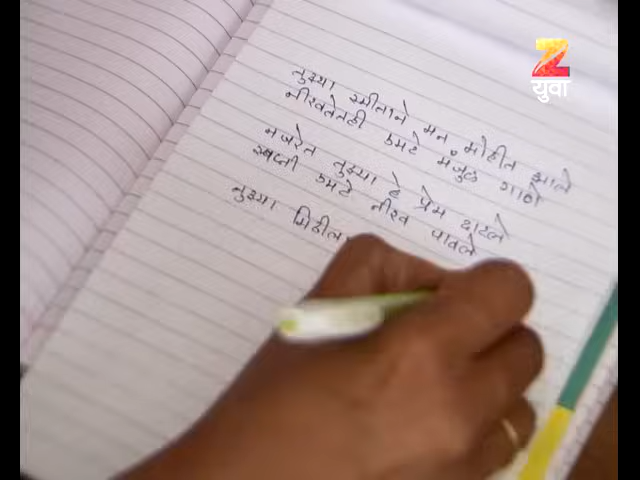 युवा
तुझ्या स्मीताने मन मोहीत झाले
नीरवतेतही उमटे मंजुळ गाणे
नजरेत तुझ्या हे प्रेम दाटले
स्वप्नी उमटे नीरव पावले
तुझ्या मिठीत